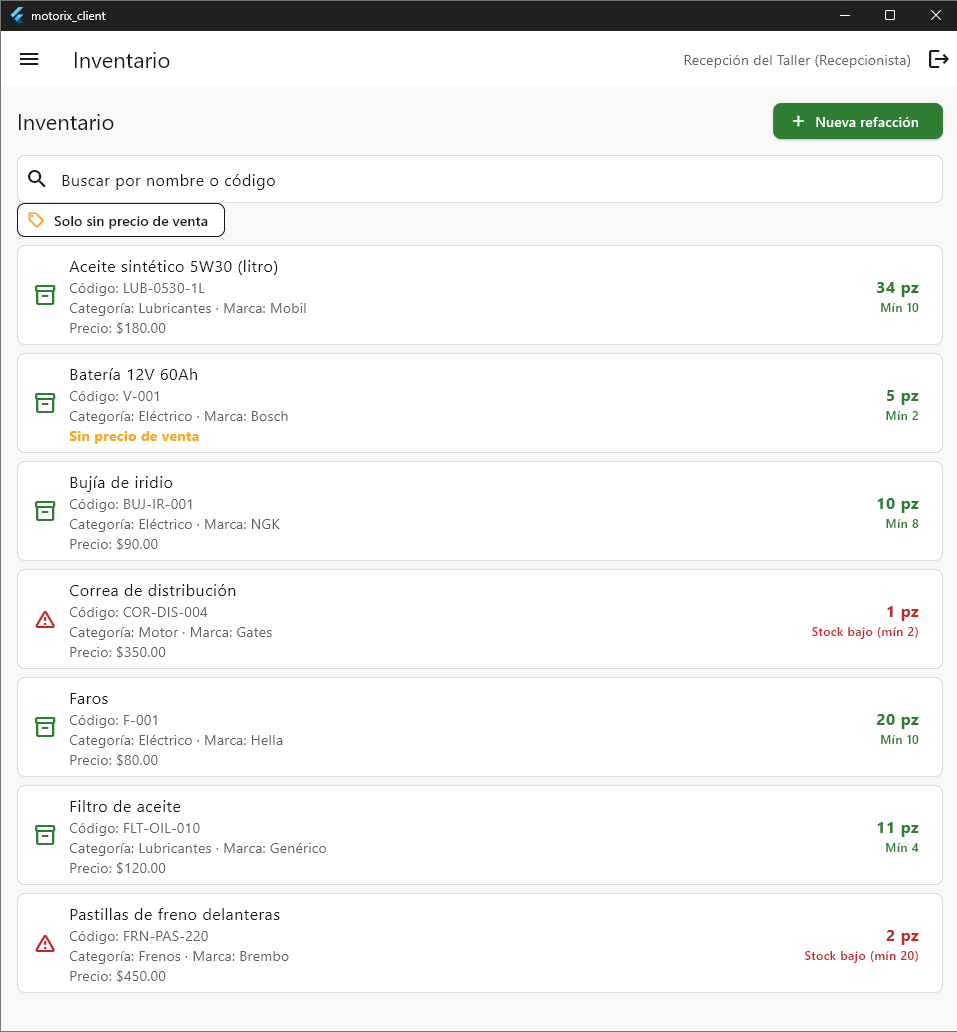 motorix_client
Inventario
Recepción del Taller (Recepcionista)
Inventario
+ Nueva refacción
Buscar por nombre o código
Solo sin precio de venta
Aceite sintético 5W30 (litro)
Código: LUB-0530-1L
Categoría: Lubricantes · Marca: Mobil
Precio: $180.00
34 pz
Mín 10
Batería 12V 60Ah
Código: V-001
Categoría: Eléctrico · Marca: Bosch
Sin precio de venta
5 pz
Mín 2
Bujía de iridio
Código: BUJ-IR-001
Categoría: Eléctrico · Marca: NGK
Precio: $90.00
10 pz
Mín 8
Correa de distribución
Código: COR-DIS-004
Categoría: Motor · Marca: Gates
Precio: $350.00
1 pz
Stock bajo (mín 2)
Faros
Código: F-001
Categoría: Eléctrico · Marca: Hella
Precio: $80.00
20 pz
Mín 10
Filtro de aceite
Código: FLT-OIL-010
Categoría: Lubricantes · Marca: Genérico
Precio: $120.00
11 pz
Mín 4
Pastillas de freno delanteras
Código: FRN-PAS-220
Categoría: Frenos · Marca: Brembo
Precio: $450.00
2 pz
Stock bajo (mín 20)